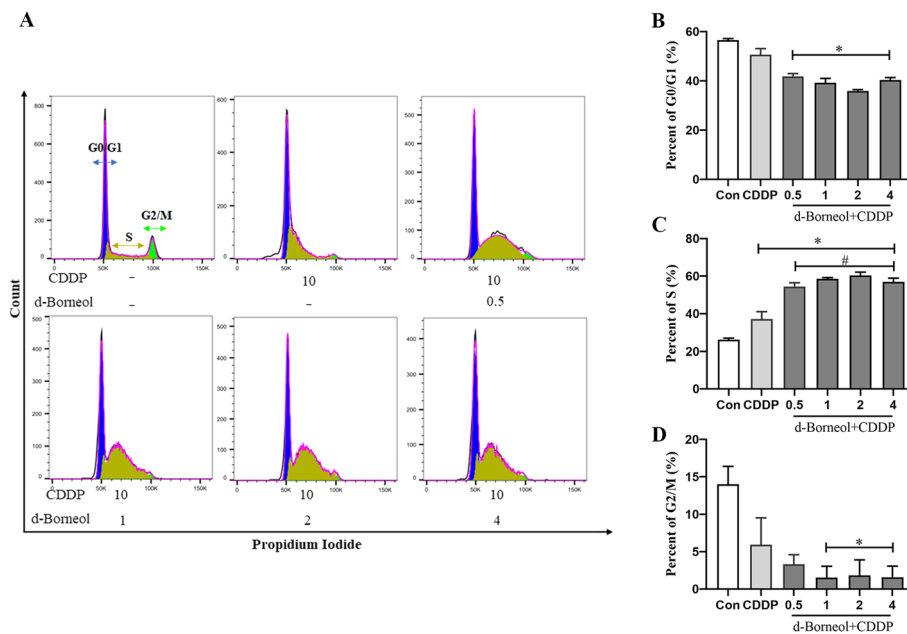 A
800
600
400
200
0
G0/G1
S
G2/M
50K
100K
150K
600
400
200
0
50K
100K
150K
500
400
300
200
100
0
50K
100K
150K
CDDP
–
10
10
d-Borneol
–
–
0.5
500
400
300
200
100
0
50K
100K
150K
500
400
300
200
100
0
50K
100K
150K
400
300
200
100
0
50K
100K
150K
CDDP
10
10
10
d-Borneol
1
2
4
Count
Propidium Iodide
B
Percent of G0/G1 (%)
60
40
20
0
*
Con CDDP 0.5 1 2 4
d-Borneol+CDDP
C
Percent of S (%)
80
60
40
20
0
*
#
Con CDDP 0.5 1 2 4
d-Borneol+CDDP
D
Percent of G2/M (%)
20
15
10
5
0
*
Con CDDP 0.5 1 2 4
d-Borneol+CDDP